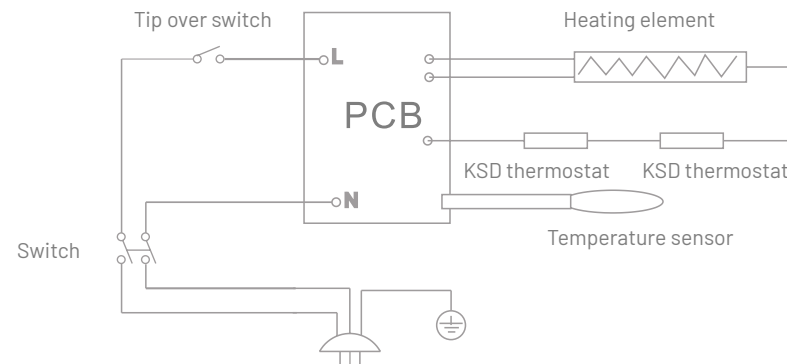 Tip over switch
Heating element
L
PCB
KSD thermostat
KSD thermostat
N
Temperature sensor
Switch